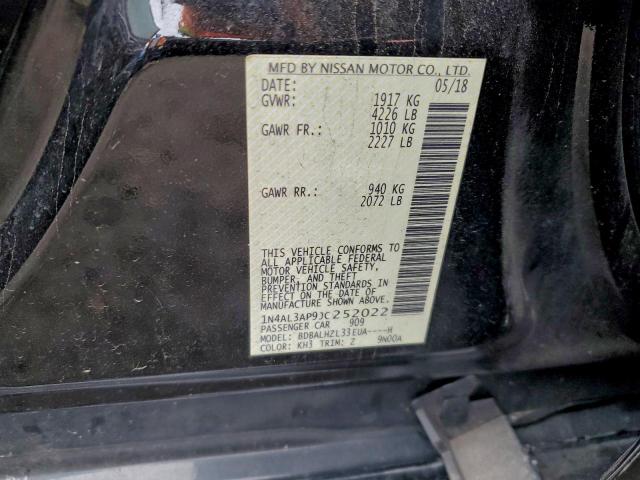 MFD BY NISSAN MOTOR CO., LTD.
DATE: 05/18
GVWR: 1917 KG
4226 LB
GAWR FR.: 1010 KG
2227 LB
GAWR RR.: 940 KG
2072 LB
THIS VEHICLE CONFORMS TO
ALL APPLICABLE FEDERAL
MOTOR VEHICLE SAFETY,
BUMPER, AND THEFT
PREVENTION STANDARDS IN
EFFECT ON THE DATE OF
MANUFACTURE SHOWN ABOVE.
1N4AL3AP9JC252022
PASSENGER CAR 909
MODEL: BDBALHZL33EUA----H
COLOR: KH3 TRIM: Z 9N00A